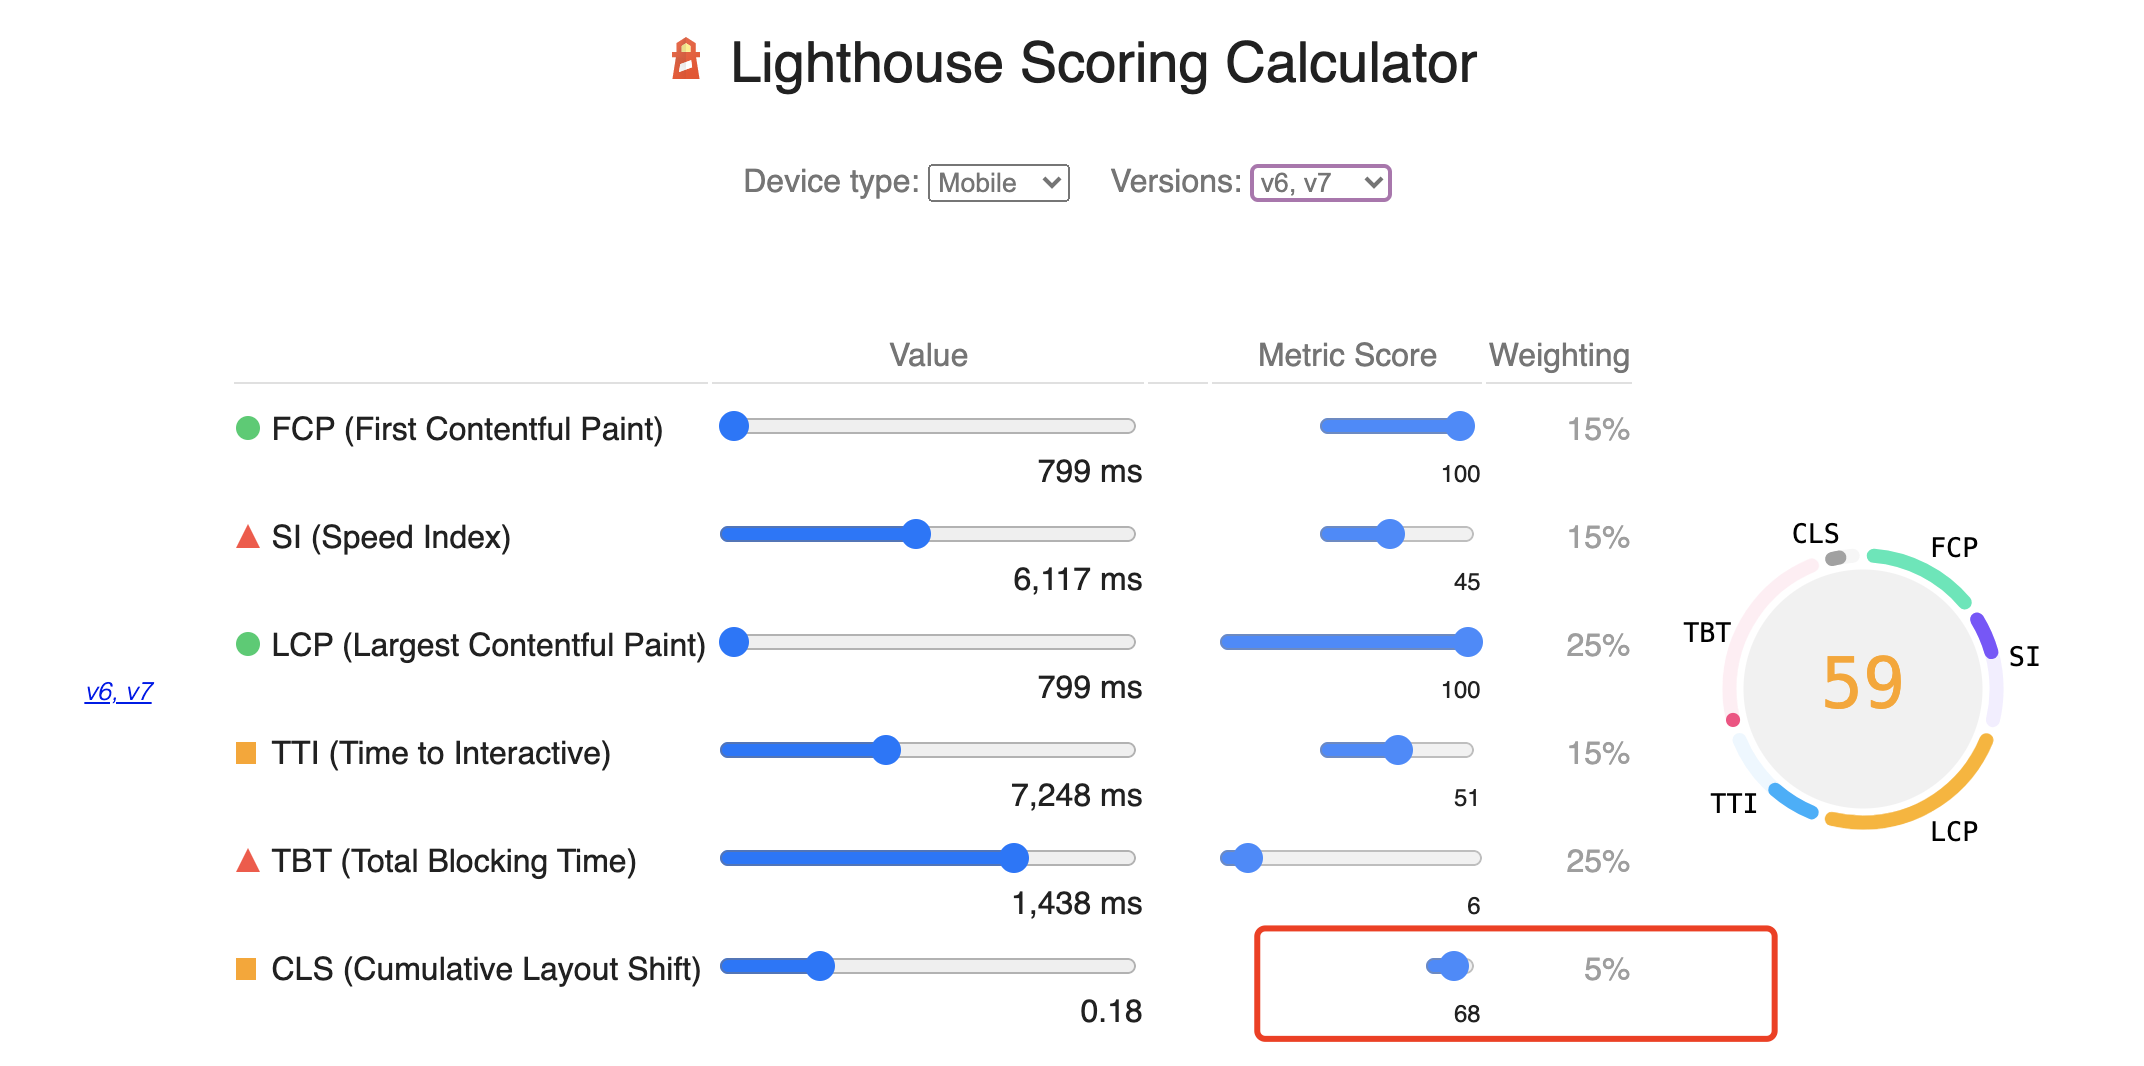 Lighthouse Scoring Calculator
Device type: Mobile Versions: v6, v7
Value Metric Score Weighting
FCP (First Contentful Paint) 15%
799 ms 100
SI (Speed Index) 15%
6,117 ms 45
LCP (Largest Contentful Paint) 25%
799 ms 100
v6, v7
TTI (Time to Interactive) 15%
7,248 ms 51
TBT (Total Blocking Time) 25%
1,438 ms 6
CLS (Cumulative Layout Shift) 5%
0.18 68
CLS
FCP
TBT
SI
59
TTI
LCP